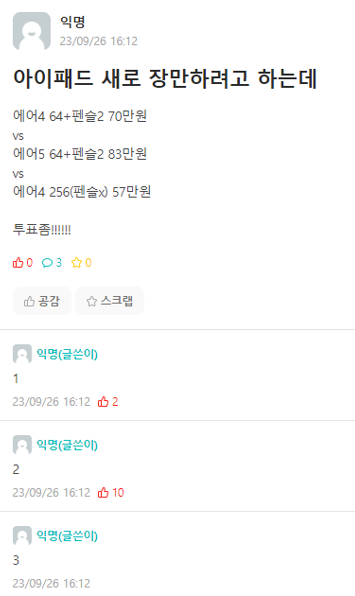 익명
23/09/26 16:12
아이패드 새로 장만하려고 하는데
에어4 64+펜슬2 70만원
vs
에어5 64+펜슬2 83만원
vs
에어4 256(펜슬x) 57만원
투표좀!!!!!!
0 3 0
공감 스크랩
익명(글쓴이)
1
23/09/26 16:12 2
익명(글쓴이)
2
23/09/26 16:12 10
익명(글쓴이)
3
23/09/26 16:12